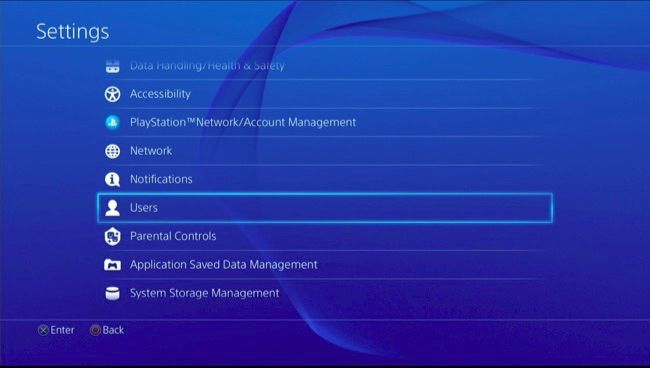 Settings
Data Handling/Health & Safety
Accessibility
PlayStation™Network/Account Management
Network
Notifications
Users
Parental Controls
Application Saved Data Management
System Storage Management
Enter Back